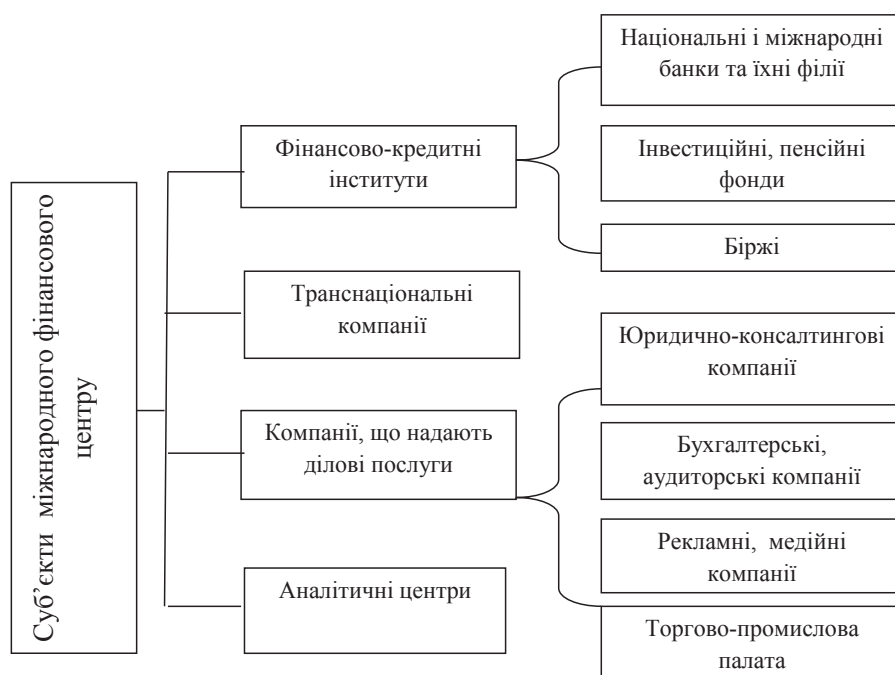 Суб’єкти міжнародного фінансового
центру
Фінансово-кредитні
інститути
Транснаціональні
компанії
Компанії, що надають
ділові послуги
Аналітичні центри
Національні і міжнародні
банки та їхні філії
Інвестиційні, пенсійні
фонди
Біржі
Юридично-консалтингові
компанії
Бухгалтерські,
аудиторські компанії
Рекламні, медійні
компанії
Торгово-промислова
палата